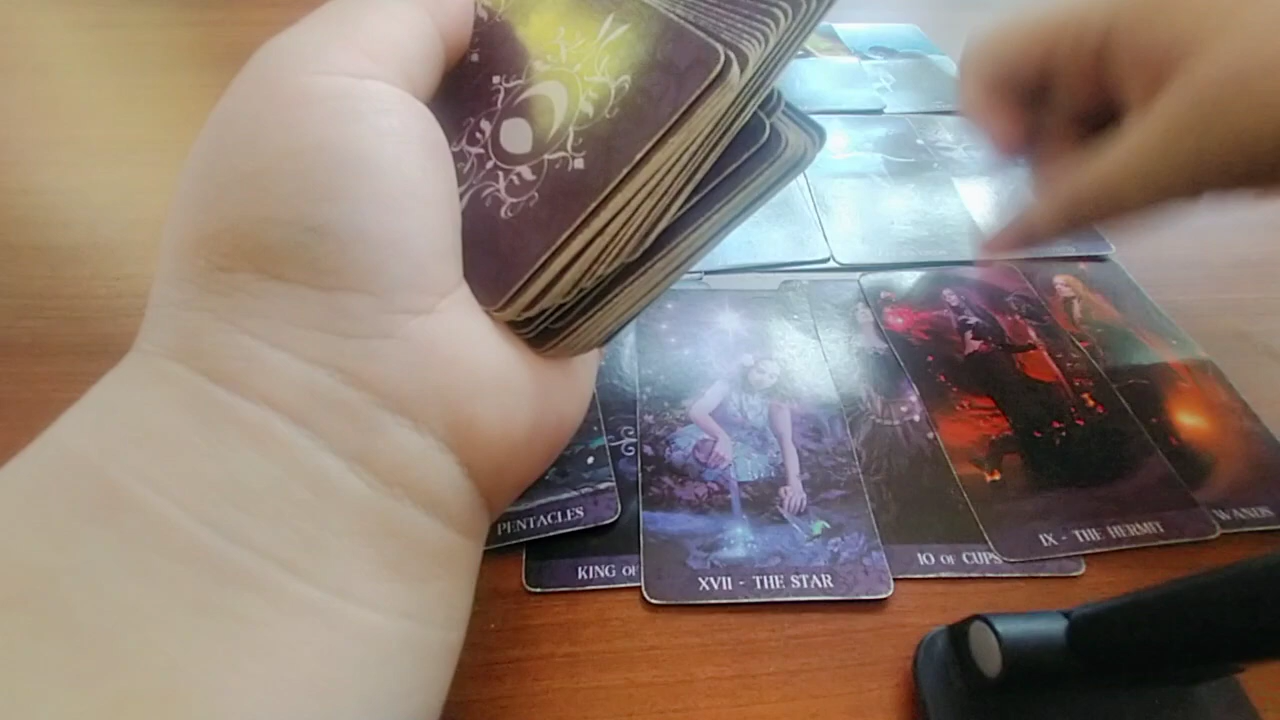 PENTACLES
KING OF
XVII - THE STAR
10 OF CUPS
IX - THE HERMIT
WANDS